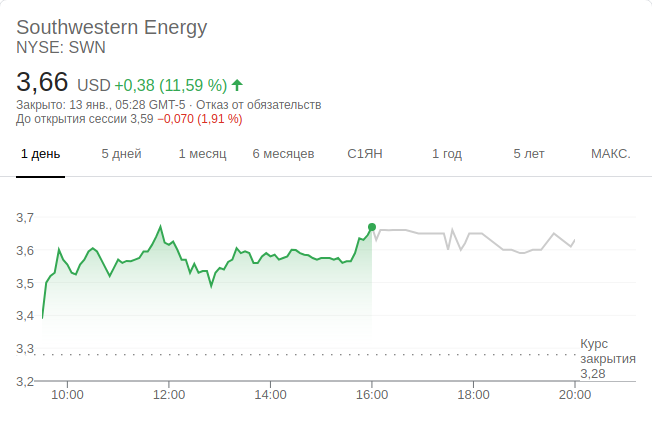 Southwestern Energy
NYSE: SWN
3,66 USD +0,38 (11,59 %)
Закрыто: 13 янв., 05:28 GMT-5 · Отказ от обязательств
До открытия сессии 3,59 −0,070 (1,91 %)
1 день 5 дней 1 месяц 6 месяцев С1ЯН 1 год 5 лет МАКС.
3,7
3,6
3,5
3,4
3,3
3,2
Курс
закрытия
3,28
10:00 12:00 14:00 16:00 18:00 20:00